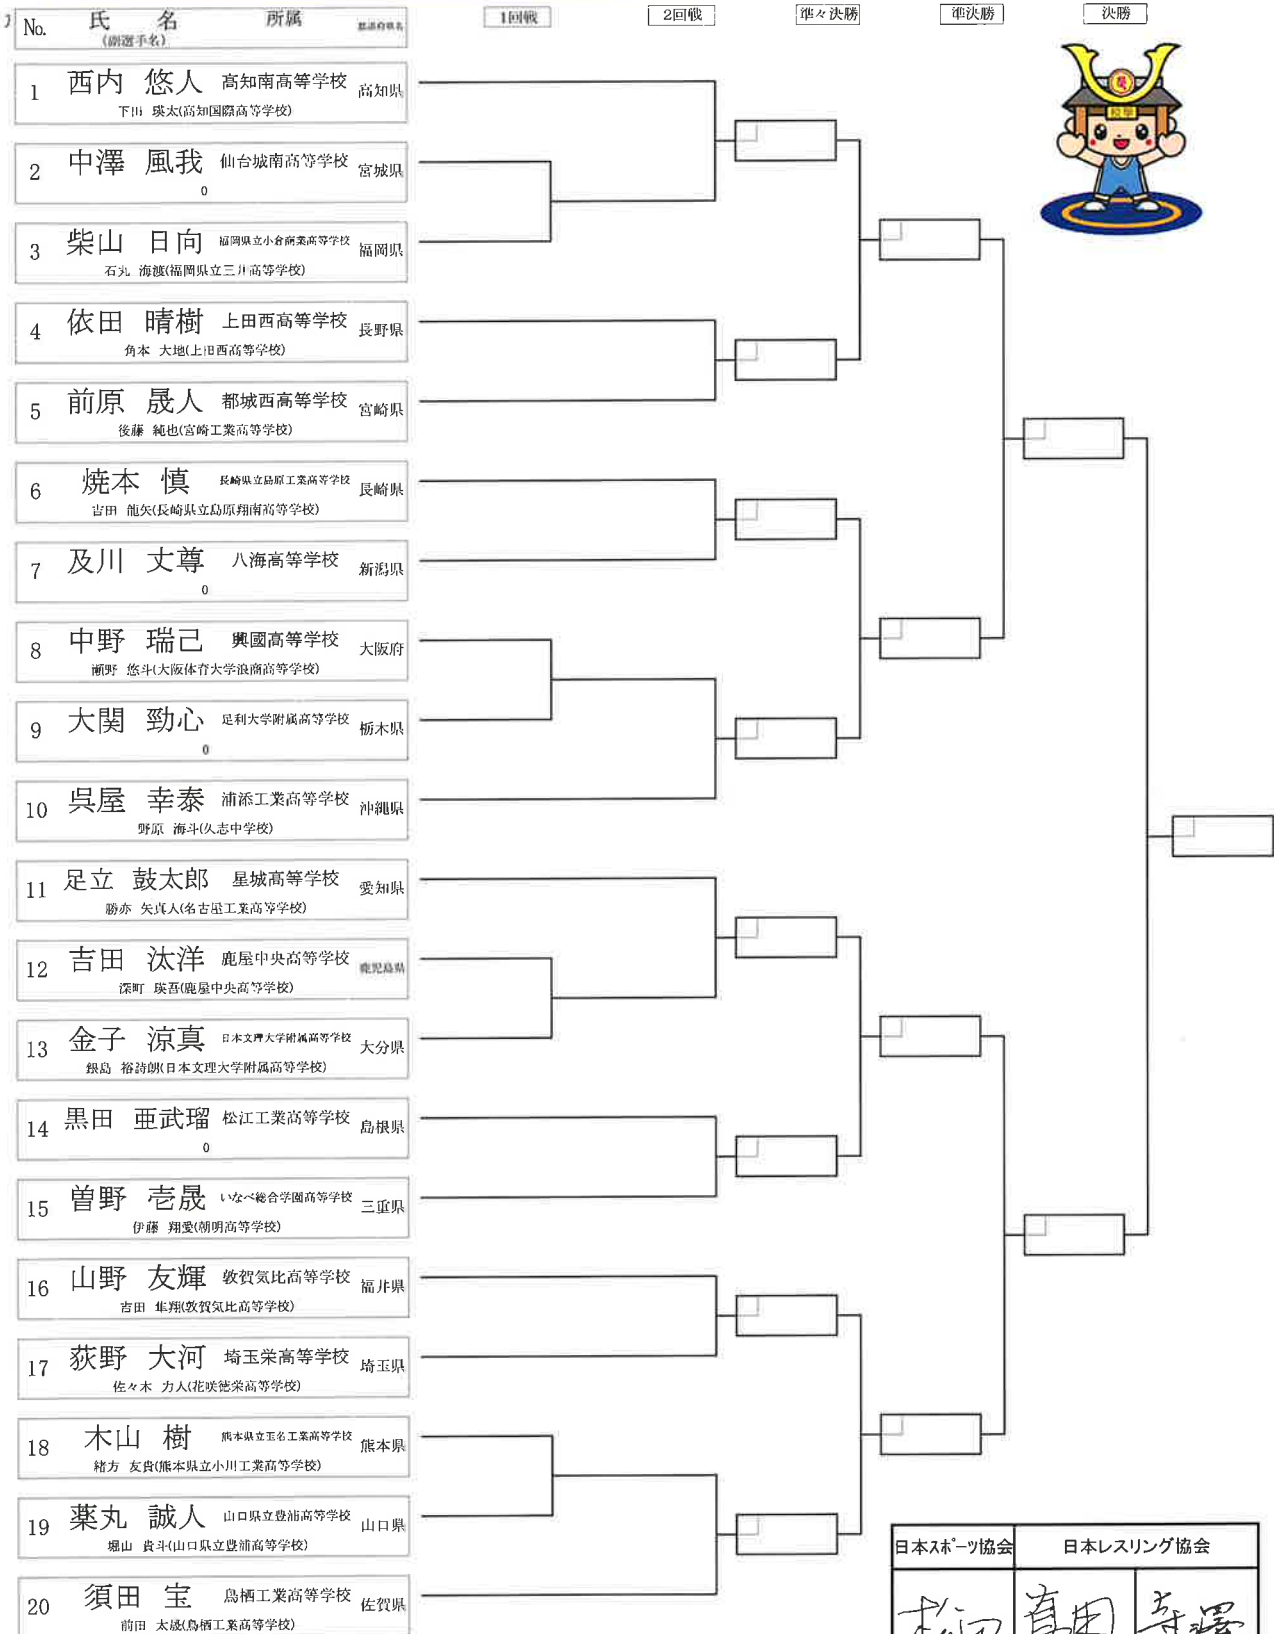 No. 氏 名 所属
(副選手名)
1回戦 2回戦 準々決勝 準決勝 決勝
1 西内 悠人 高知南高等学校 高知県
下田 瑛太(高知国際高等学校)
2 中澤 風我 仙台城南高等学校 宮城県
0
3 柴山 日向 福岡県立小倉商業高等学校 福岡県
石丸 海渡(福岡県立三井高等学校)
4 依田 晴樹 上田西高等学校 長野県
角本 大地(上田西高等学校)
5 前原 晟人 都城西高等学校 宮崎県
後藤 純也(宮崎工業高等学校)
6 焼本 慎 長崎県立島原工業高等学校 長崎県
吉田 龍矢(長崎県立島原翔南高等学校)
7 及川 丈尊 八海高等学校 新潟県
0
8 中野 瑞己 興國高等学校 大阪府
瀬野 悠斗(大阪体育大学浪商高等学校)
9 大関 勁心 足利大学附属高等学校 栃木県
0
10 呉屋 幸泰 浦添工業高等学校 沖縄県
野原 海斗(久志中学校)
11 足立 鼓太郎 星城高等学校 愛知県
勝亦 矢真人(名古屋工業高等学校)
12 吉田 汰洋 鹿屋中央高等学校 鹿児島県
深町 瑛吾(鹿屋中央高等学校)
13 金子 涼真 日本文理大学附属高等学校 大分県
銀島 裕詩朗(日本文理大学附属高等学校)
14 黒田 亜武瑠 松江工業高等学校 島根県
0
15 曽野 壱晟 いなべ総合学園高等学校 三重県
伊藤 翔愛(朝明高等学校)
16 山野 友輝 敦賀気比高等学校 福井県
吉田 隼翔(敦賀気比高等学校)
17 荻野 大河 埼玉栄高等学校 埼玉県
佐々木 力人(花咲徳栄高等学校)
18 木山 樹 熊本県立玉名工業高等学校 熊本県
緒方 友貴(熊本県立小川工業高等学校)
19 薬丸 誠人 山口県立豊浦高等学校 山口県
堀山 貴斗(山口県立豊浦高等学校)
20 須田 宝 鳥栖工業高等学校 佐賀県
前田 太晟(鳥栖工業高等学校)
日本スポーツ協会 日本レスリング協会